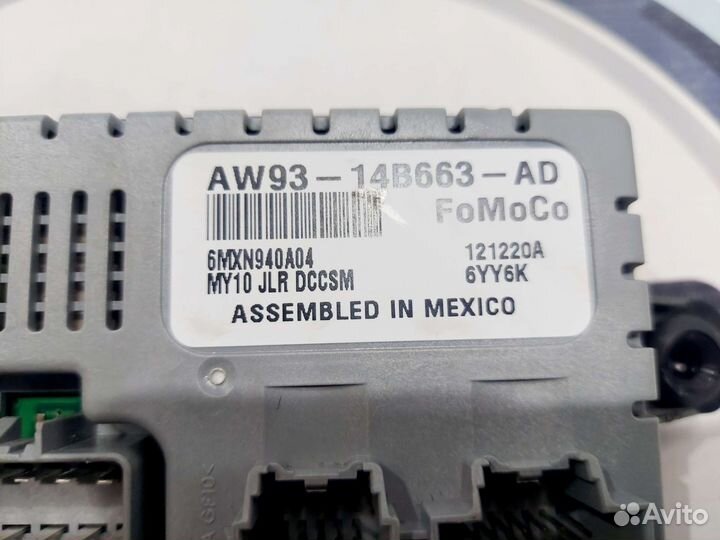 AW93-14B663-AD
FoMoCo
6MXN940A04
121220A
MY10 JLR DCCSM
6YY6K
ASSEMBLED IN MEXICO
Avito